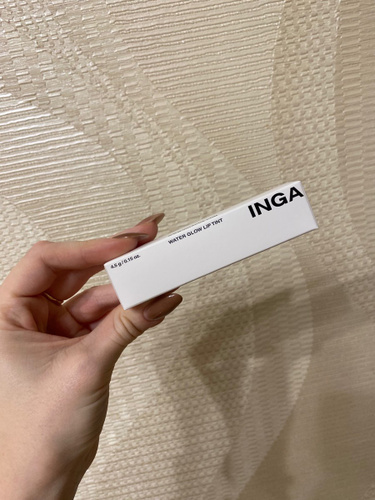 INGA
WATER GLOW LIP TINT
4.5 g / 0.15 oz.